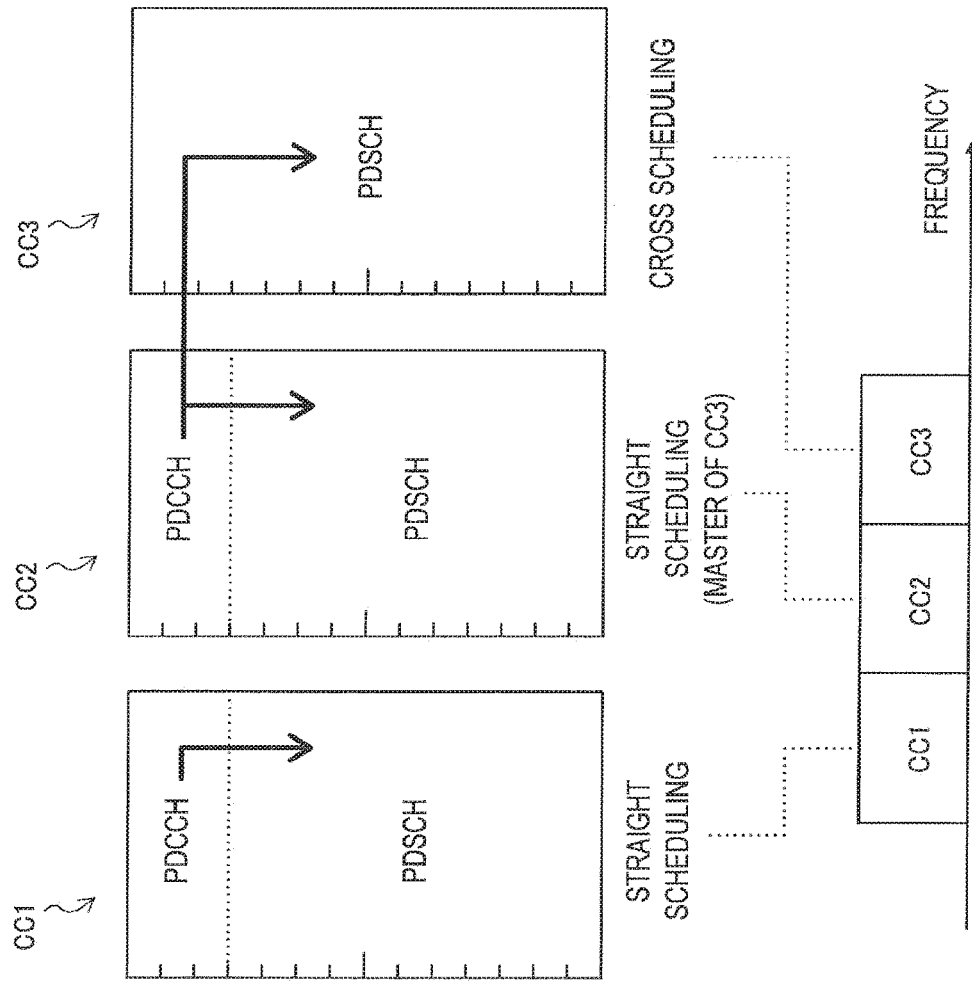 CC1
CC2
CC3
PDCCH
PDSCH
PDCCH
PDSCH
PDSCH
STRAIGHT
SCHEDULING
STRAIGHT
SCHEDULING
(MASTER OF CC3)
CROSS SCHEDULING
CC1
CC2
CC3
FREQUENCY